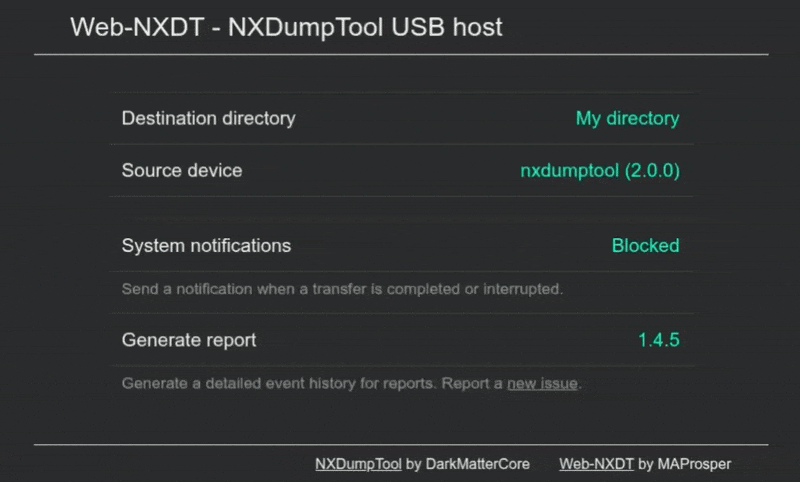 Web-NXDT - NXDumpTool USB host
Destination directory My directory
Source device nxdumptool (2.0.0)
System notifications Blocked
Send a notification when a transfer is completed or interrupted.
Generate report 1.4.5
Generate a detailed event history for reports. Report a new issue.
NXDumpTool by DarkMatterCore Web-NXDT by MAProsper